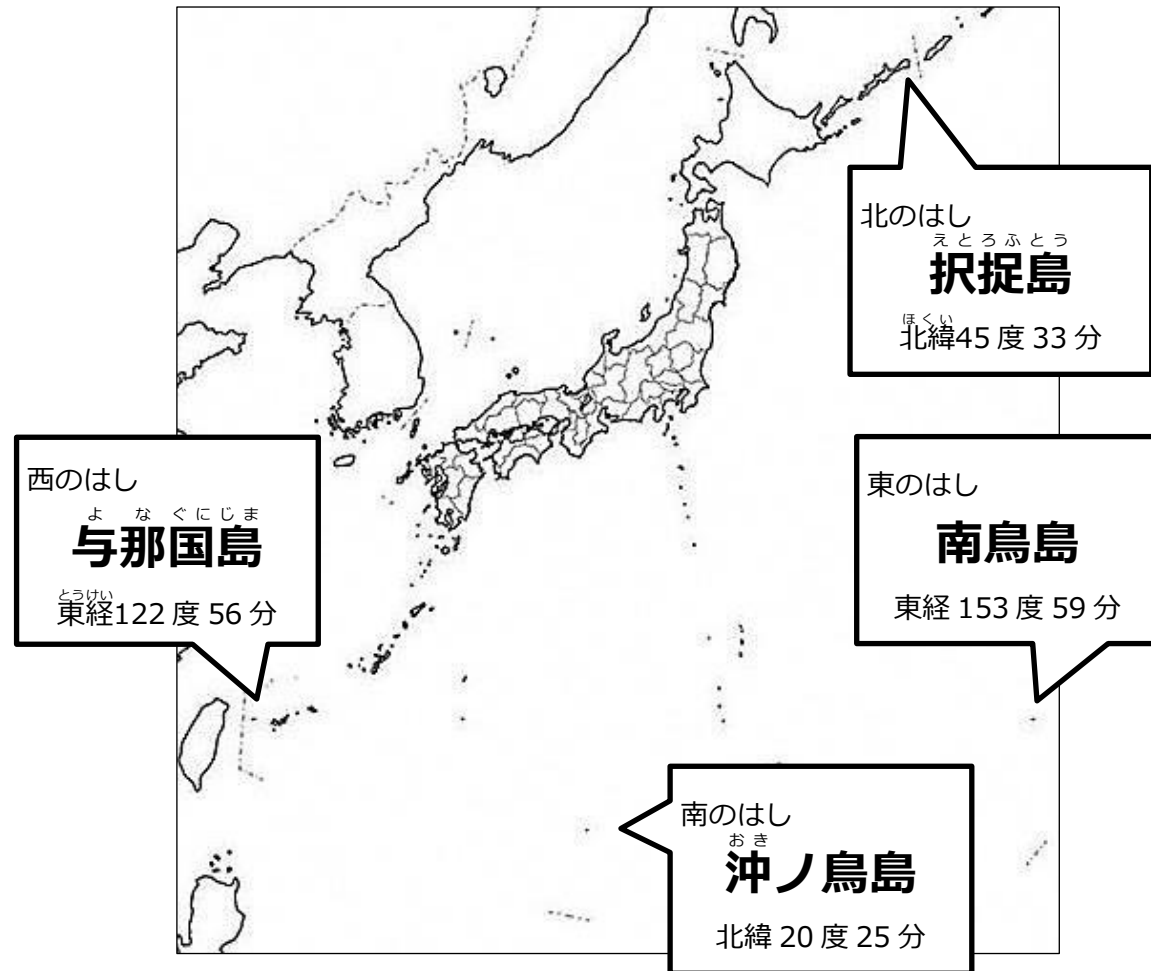 北のはし
えとろふとう
択捉島
ほくい
北緯45度33分
西のはし
よなぐにじま
与那国島
とうけい
東経122度56分
東のはし
南鳥島
東経153度59分
南のはし
おき
沖ノ鳥島
北緯20度25分